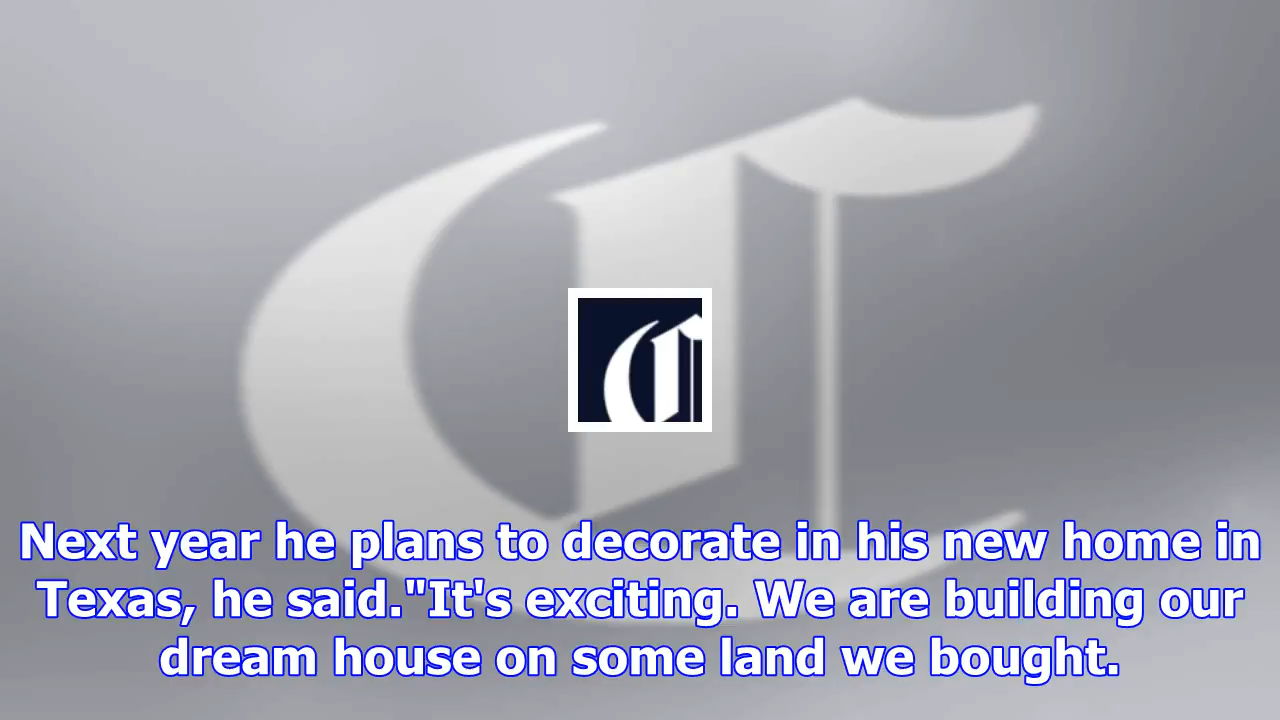 Next year he plans to decorate in his new home in
Texas, he said."It's exciting. We are building our
dream house on some land we bought.